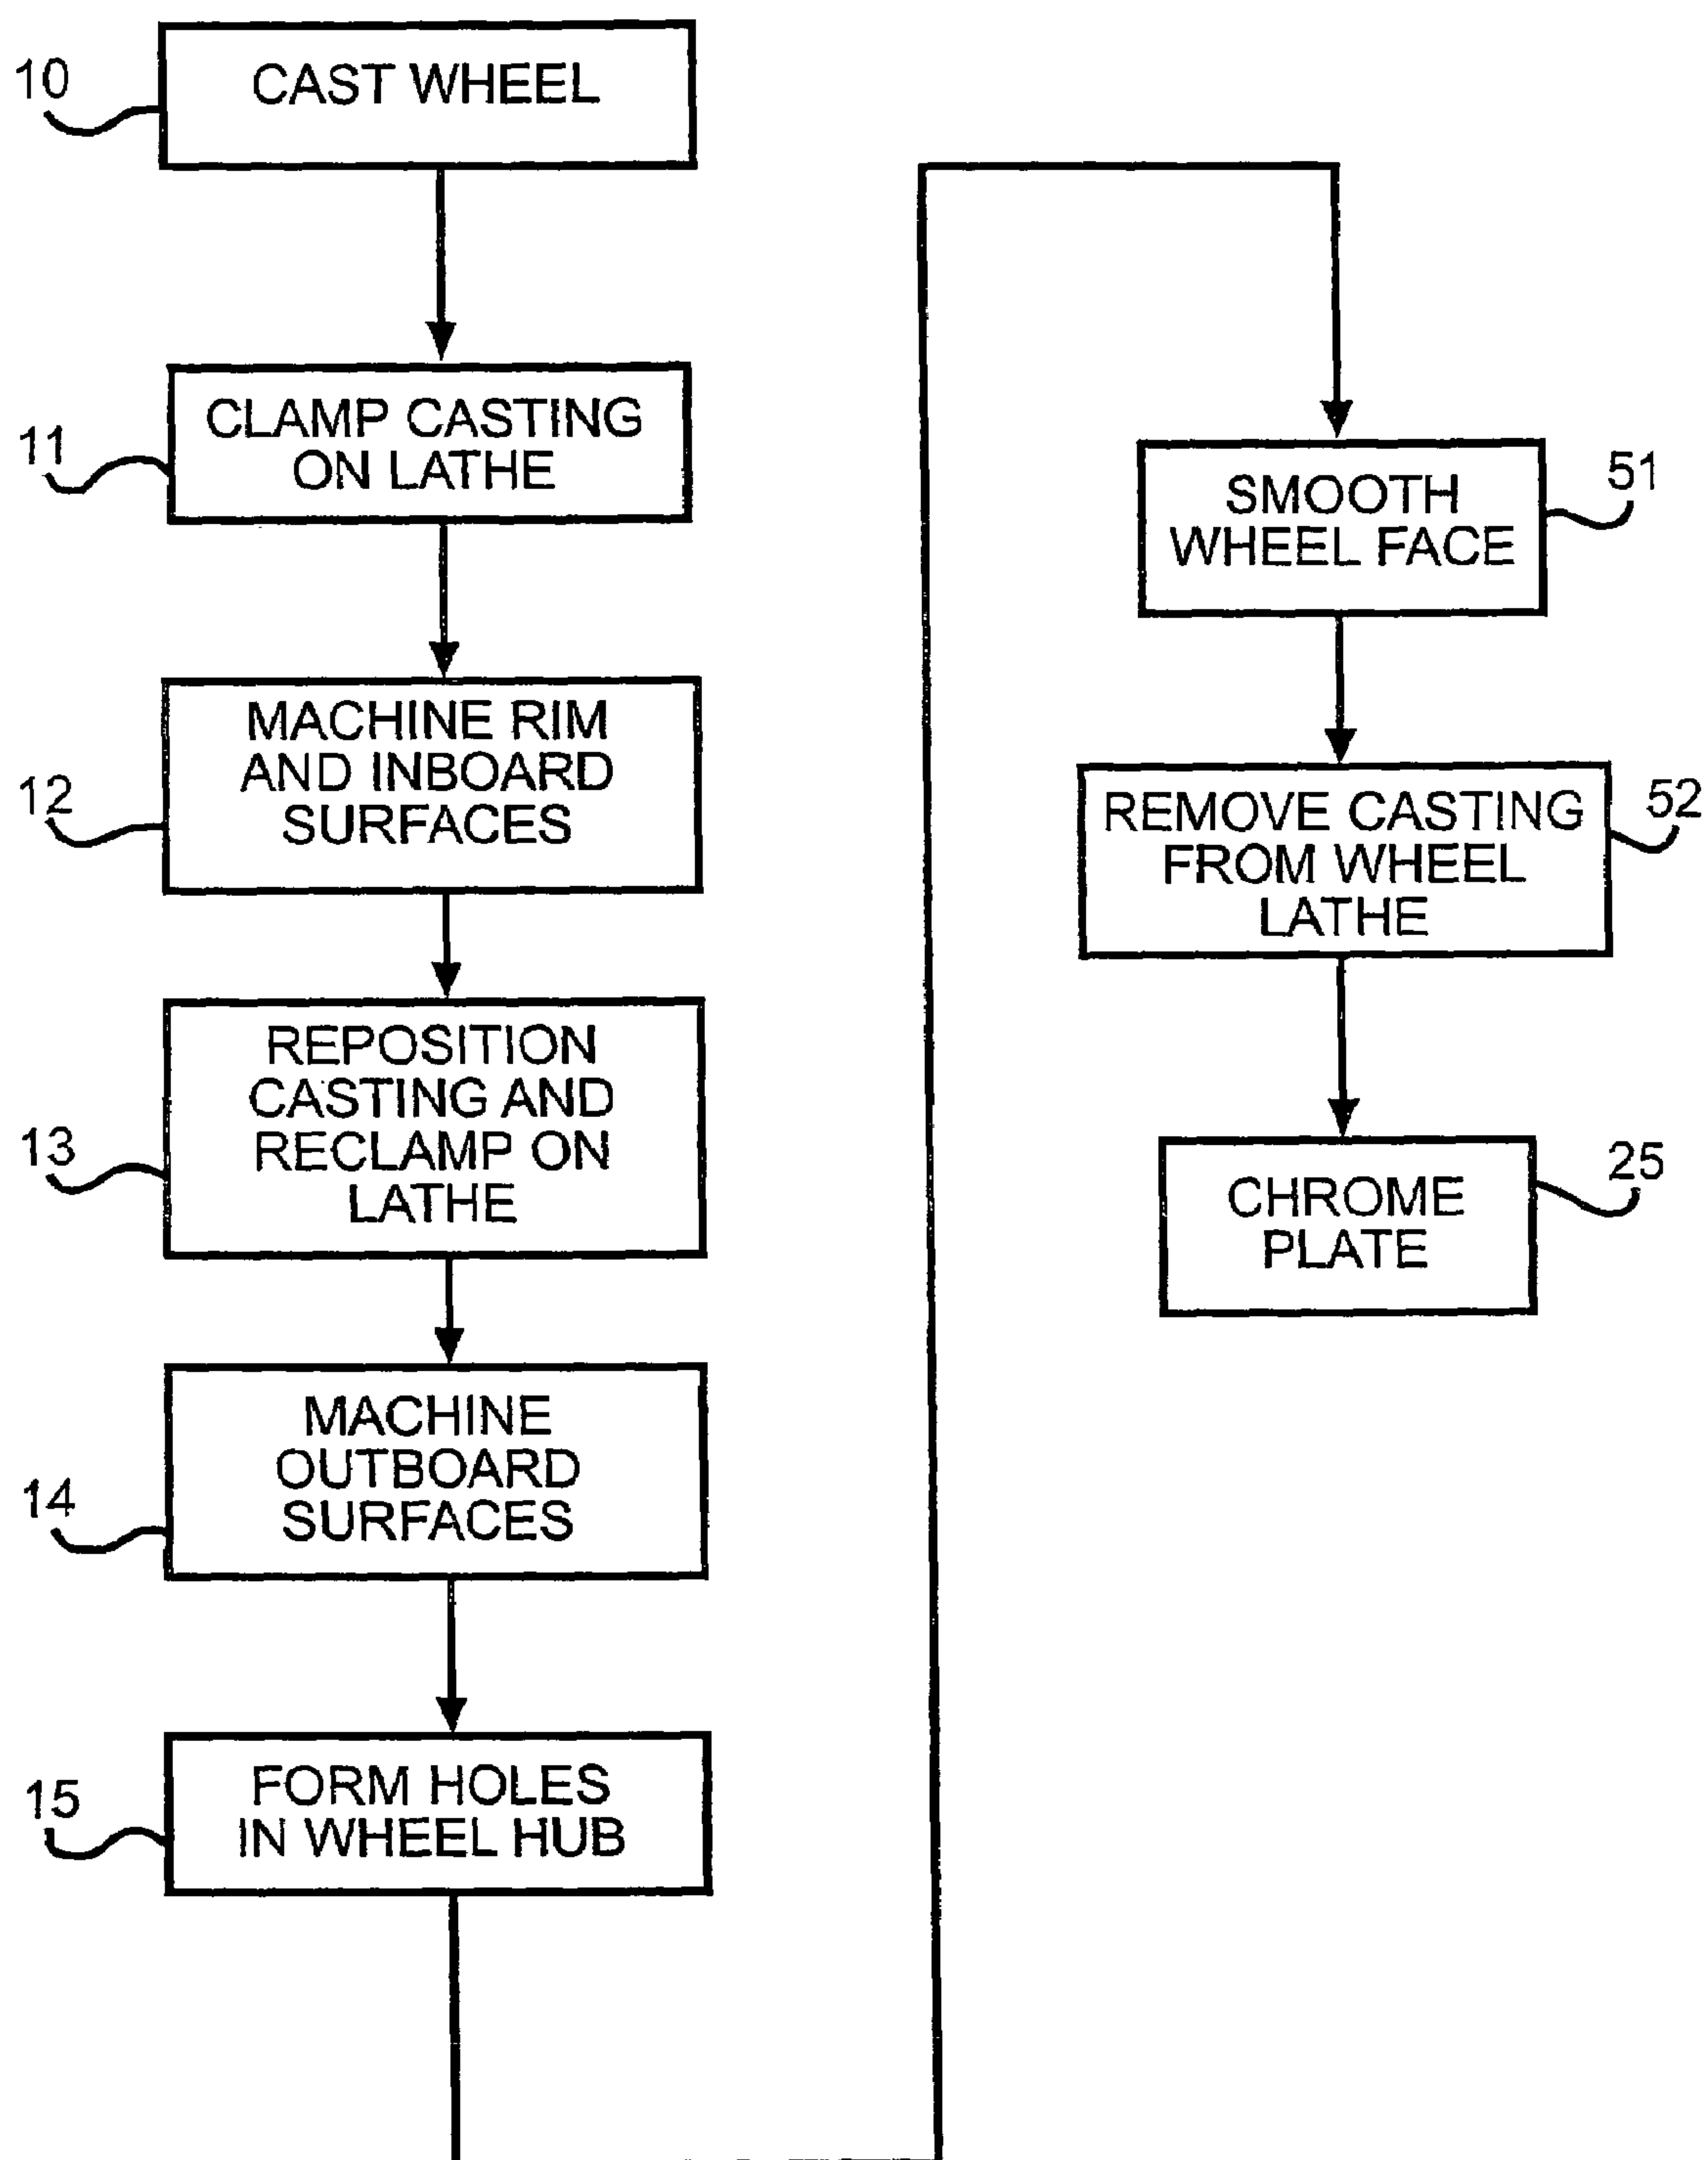 10
CAST WHEEL
11
CLAMP CASTING
ON LATHE
12
MACHINE RIM
AND INBOARD
SURFACES
13
REPOSITION
CASTING AND
RECLAMP ON
LATHE
14
MACHINE
OUTBOARD
SURFACES
15
FORM HOLES
IN WHEEL HUB
51
SMOOTH
WHEEL FACE
52
REMOVE CASTING
FROM WHEEL
LATHE
25
CHROME
PLATE